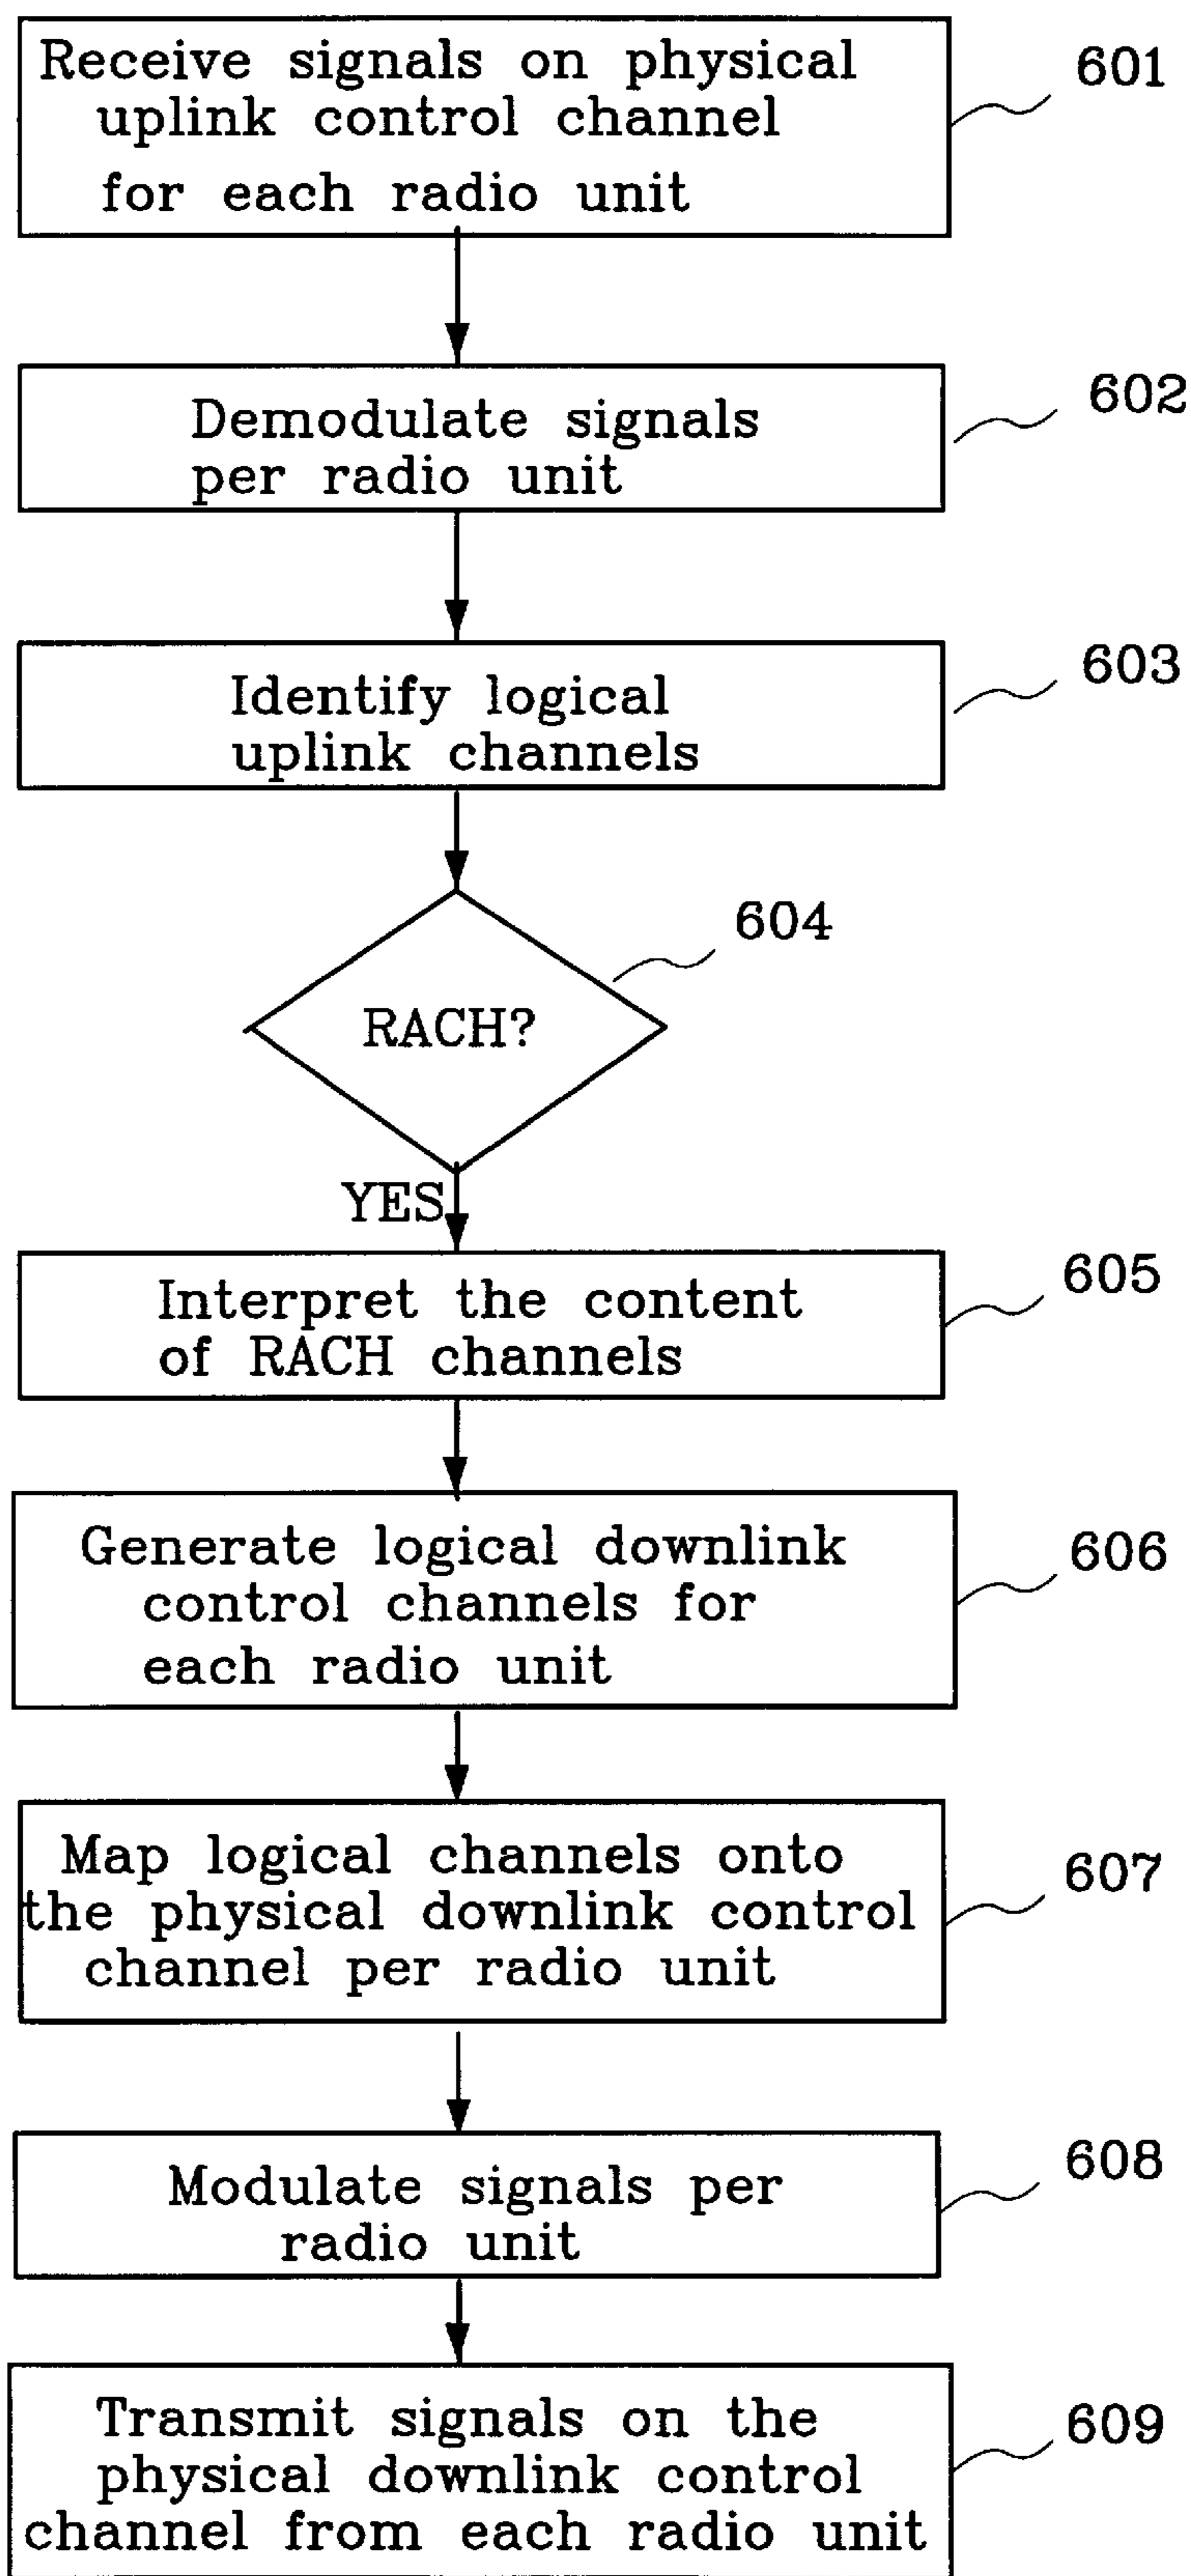 Receive signals on physical
uplink control channel
for each radio unit
601
Demodulate signals
per radio unit
602
Identify logical
uplink channels
603
604
RACH?
YES
Interpret the content
of RACH channels
605
Generate logical downlink
control channels for
each radio unit
606
Map logical channels onto
the physical downlink control
channel per radio unit
607
Modulate signals per
radio unit
608
Transmit signals on the
physical downlink control
channel from each radio unit
609